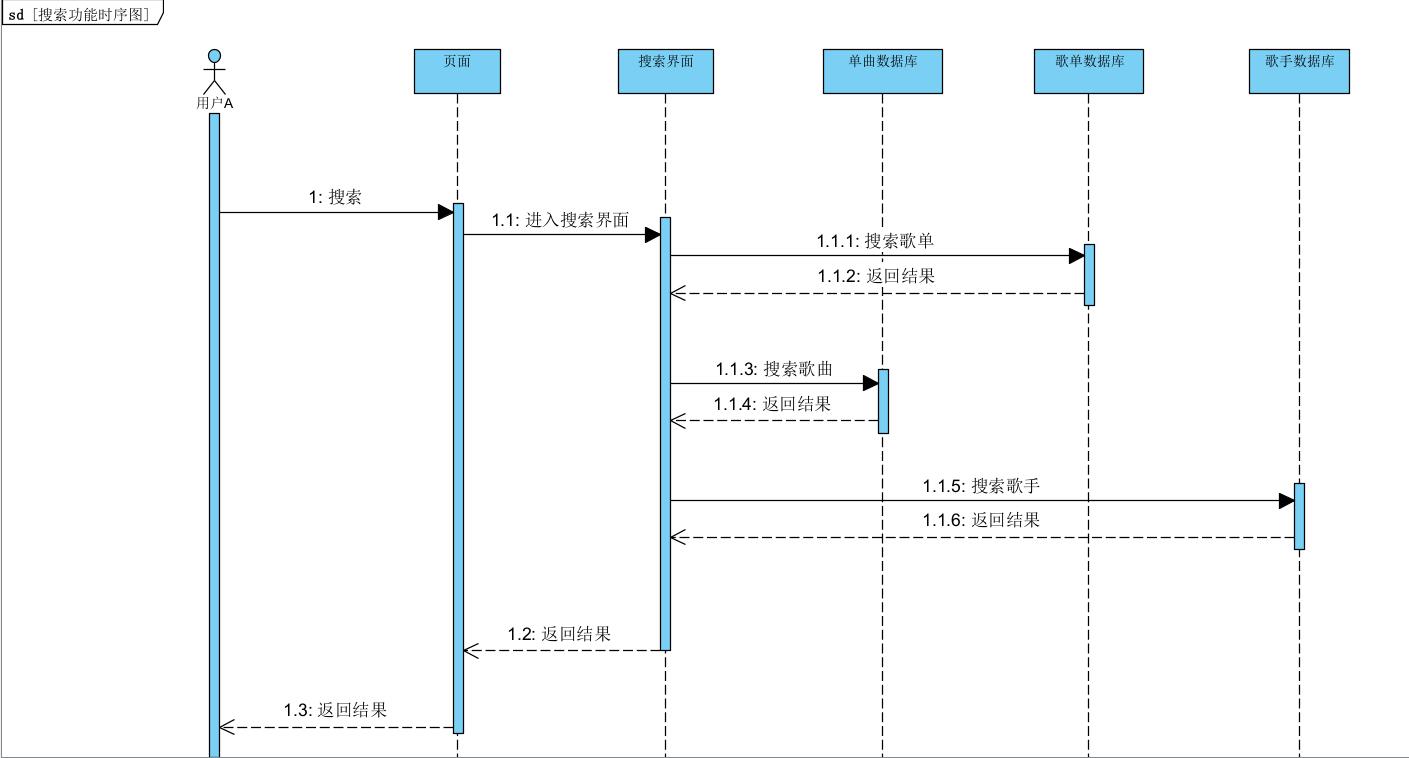 sd [搜索功能时序图]
用户A
页面
搜索界面
单曲数据库
歌单数据库
歌手数据库
1: 搜索
1.1: 进入搜索界面
1.1.1: 搜索歌单
1.1.2: 返回结果
1.1.3: 搜索歌曲
1.1.4: 返回结果
1.1.5: 搜索歌手
1.1.6: 返回结果
1.2: 返回结果
1.3: 返回结果